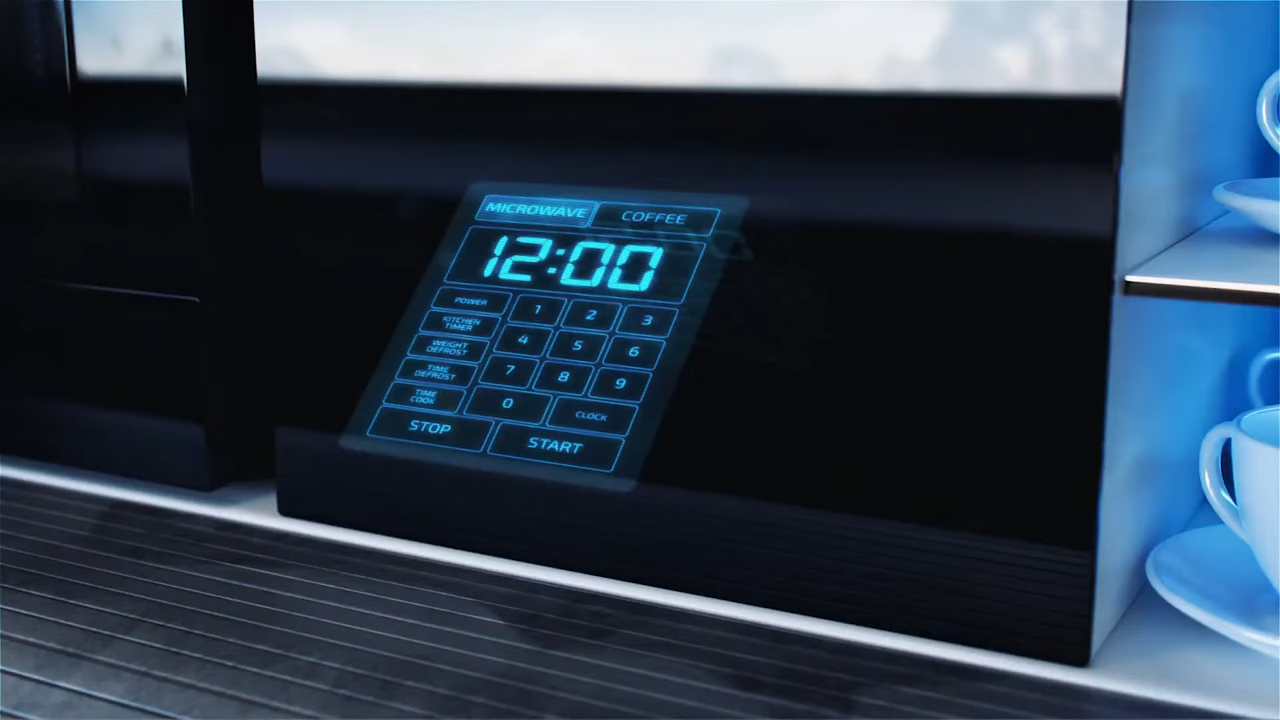 MICROWAVE COFFEE
12:00
POWER 1 2 3
KITCHEN
TIMER
4 5 6
WEIGHT
DEFROST
7 8 9
TIME
DEFROST
0 CLOCK
TIME
COOK
STOP START